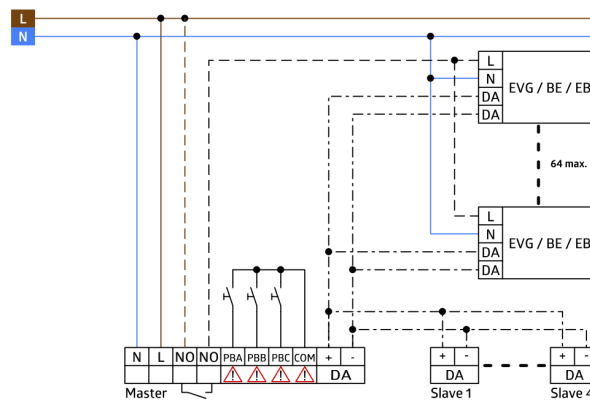 L
N
L
N
DA
DA
EVG / BE / EB
64 max.
L
N
DA
DA
EVG / BE / EB
N L NO NO PBA PBB PBC COM + -
DA
+ -
DA
+ -
DA
Master
Slave 1
Slave 4